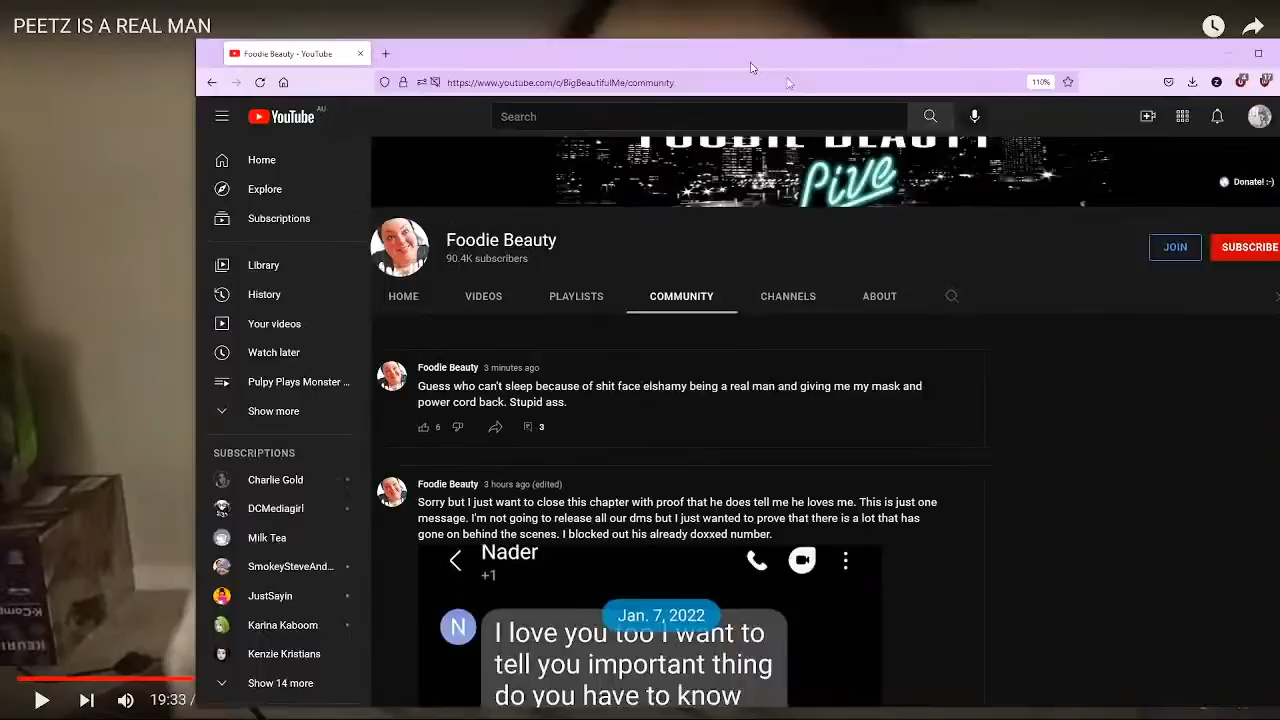 PEETZ IS A REAL MAN
Foodie Beauty - YouTube
https://www.youtube.com/c/BigBeautifulMe/community
110%
YouTube AU
Search
FOODIE BEAUTY
Live
Donate! :-)
Home
Explore
Subscriptions
Library
History
Your videos
Watch later
Pulpy Plays Monster ...
Show more
SUBSCRIPTIONS
Charlie Gold
DCMediagirl
Milk Tea
SmokeySteveAnd...
JustSayin
Karina Kaboom
Kenzie Kristians
Show 14 more
Foodie Beauty
90.4K subscribers
JOIN
SUBSCRIBE
HOME
VIDEOS
PLAYLISTS
COMMUNITY
CHANNELS
ABOUT
Foodie Beauty 3 minutes ago
Guess who can't sleep because of shit face elshamy being a real man and giving me my mask and
power cord back. Stupid ass.
6
3
Foodie Beauty 3 hours ago (edited)
Sorry but I just want to close this chapter with proof that he does tell me he loves me. This is just one
message. I'm not going to release all our dms but I just wanted to prove that there is a lot that has
gone on behind the scenes. I blocked out his already doxxed number.
Nader
+1
Jan. 7, 2022
N
I love you too I want to
tell you important thing
do you have to know
KEURIG
K-Compa
19:33 /